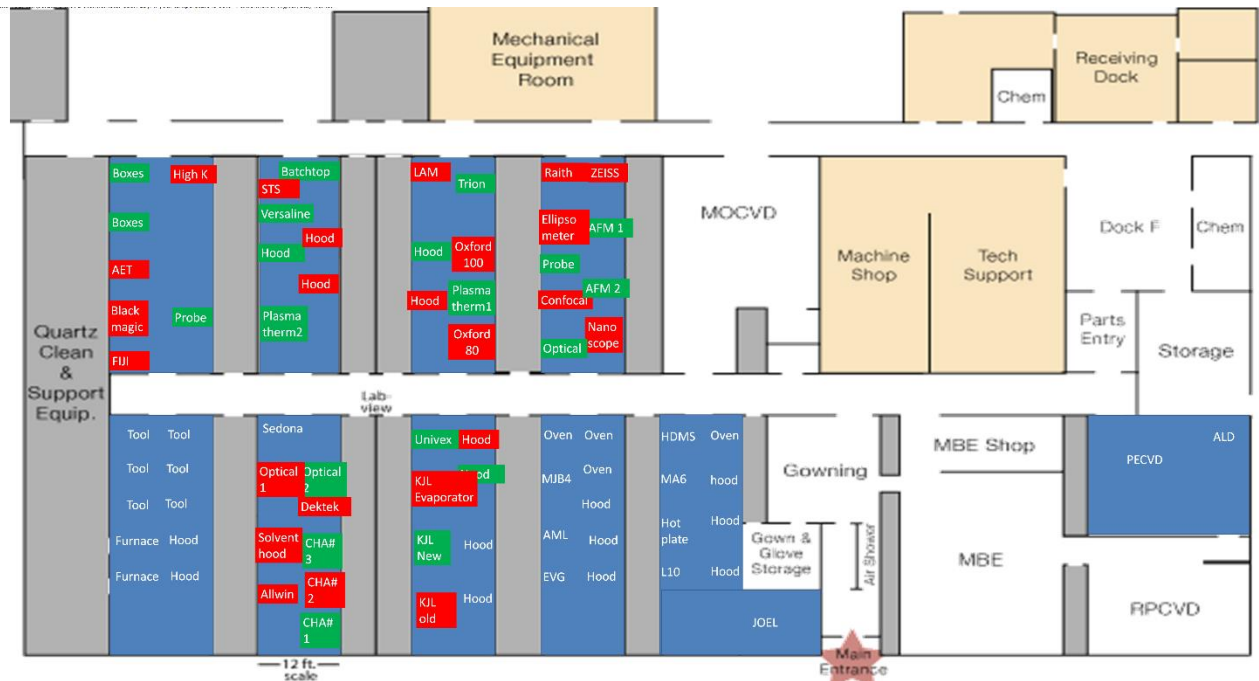 Mechanical
Equipment
Room
Receiving
Dock
Chem
Boxes
High K
Boxes
AET
Black
magic
Probe
FIJI
Batchtop
STS
Versaline
Hood
Hood
Hood
Plasma
therm2
LAM
Trion
Hood
Oxford
100
Hood
Plasma
therm1
Oxford
80
Raith
ZEISS
Ellipso
meter
AFM 1
Probe
Confocal
AFM 2
Nano
scope
Optical
MOCVD
Machine
Shop
Tech
Support
Dock F
Chem
Parts
Entry
Storage
Quartz
Clean
&
Support
Equip.
Lab-
view
Tool Tool
Tool Tool
Tool Tool
Furnace Hood
Furnace Hood
Sedona
Optical
1
Optical
2
Dektek
Solvent
hood
CHA#
3
Allwin
CHA#
2
CHA#
1
12 ft.
scale
Univex
Hood
KJL
Evaporator
KJL
New
Hood
KJL
old
Hood
Oven Oven
MJB4
Oven
Hood
AML
Hood
EVG
Hood
HDMS Oven
MA6 hood
Hot
plate
Hood
L10 Hood
JOEL
Gowning
Gown &
Glove
Storage
Air Shower
Main
Entrance
MBE Shop
MBE
PECVD
ALD
RPCVD